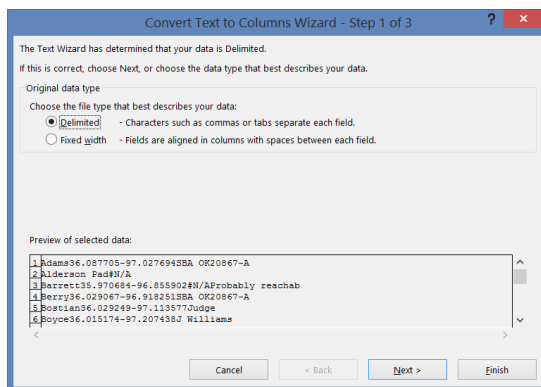 Convert Text to Columns Wizard - Step 1 of 3 ? ×
The Text Wizard has determined that your data is Delimited.
If this is correct, choose Next, or choose the data type that best describes your data.
Original data type
Choose the file type that best describes your data:
Delimited - Characters such as commas or tabs separate each field.
Fixed width - Fields are aligned in columns with spaces between each field.
Preview of selected data:
1 Adams36.087705-97.027694SBA OK20867-A
2 Alderson Pad#N/A
3 Barrett35.970684-96.855902#N/AProbably reachab
4 Berry36.029067-96.918251SBA OK20867-A
5 Bostian36.029249-97.113577Judge
6 Boyce36.015174-97.207438J Williams
Cancel < Back Next > Finish